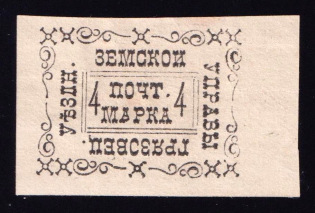 ЗЕМСКОЙ
УПРАВЫ
ГРЯЗОВЕЦ.
УѢЗДН.
4 ПОЧТ. 4
МАРКА